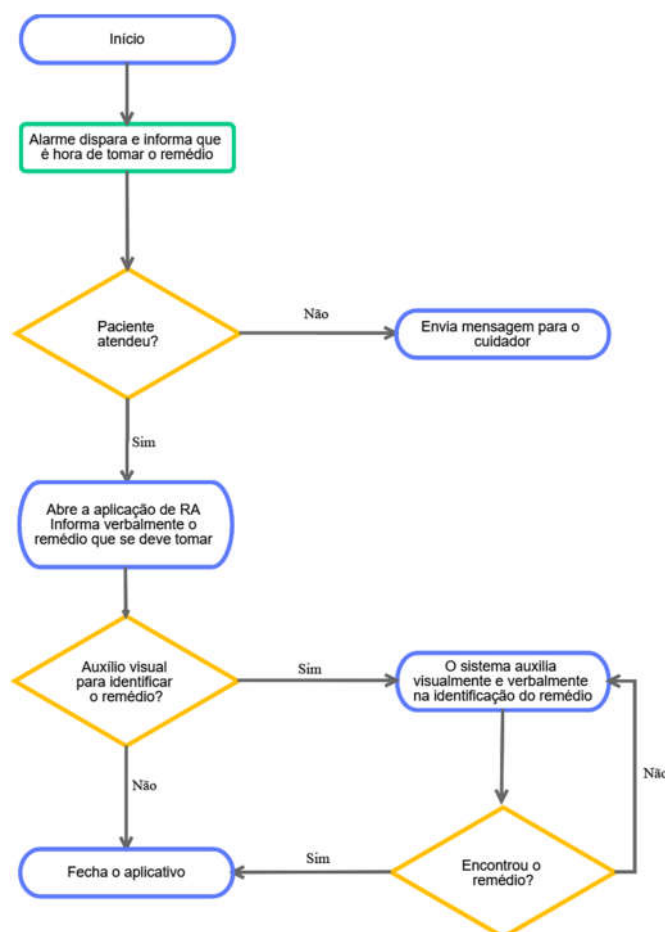 Início
Alarme dispara e informa que
é hora de tomar o remédio
Paciente
atendeu?
Não
Envia mensagem para o
cuidador
Sim
Abre a aplicação de RA
Informa verbalmente o
remédio que se deve tomar
Auxílio visual
para identificar
o remédio?
Sim
O sistema auxilia
visualmente e verbalmente
na identificação do remédio
Não
Não
Fecha o aplicativo
Sim
Encontrou o
remédio?